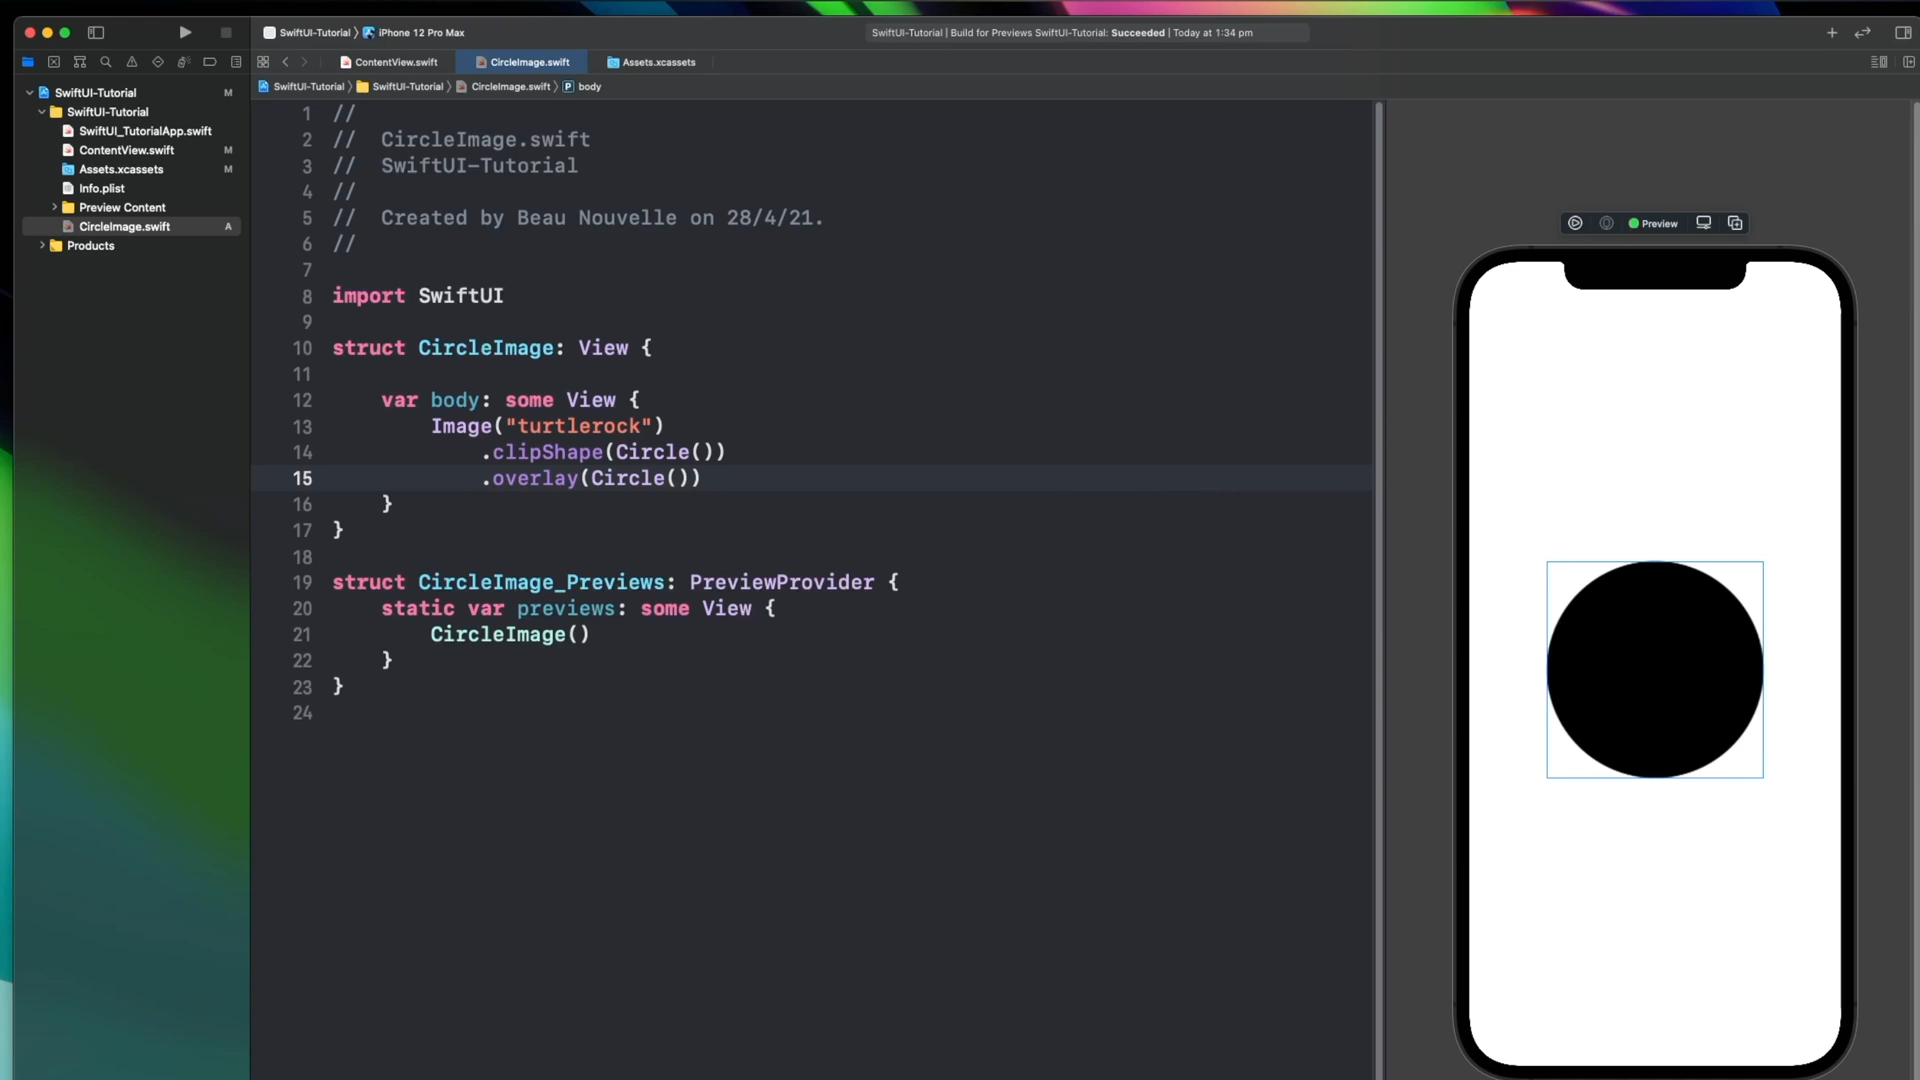 SwiftUI-Tutorial
iPhone 12 Pro Max
SwiftUI-Tutorial | Build for Previews SwiftUI-Tutorial: Succeeded | Today at 1:34 pm
ContentView.swift
CircleImage.swift
Assets.xcassets
SwiftUI-Tutorial
SwiftUI-Tutorial
CircleImage.swift
P body
SwiftUI-Tutorial M
SwiftUI-Tutorial
SwiftUI_TutorialApp.swift
ContentView.swift M
Assets.xcassets M
Info.plist
Preview Content
CircleImage.swift A
Products
1 //
2 //  CircleImage.swift
3 //  SwiftUI-Tutorial
4 //
5 //  Created by Beau Nouvelle on 28/4/21.
6 //
7
8 import SwiftUI
9
10 struct CircleImage: View {
11
12     var body: some View {
13         Image("turtlerock")
14             .clipShape(Circle())
15             .overlay(Circle())
16     }
17 }
18
19 struct CircleImage_Previews: PreviewProvider {
20     static var previews: some View {
21         CircleImage()
22     }
23 }
24
Preview